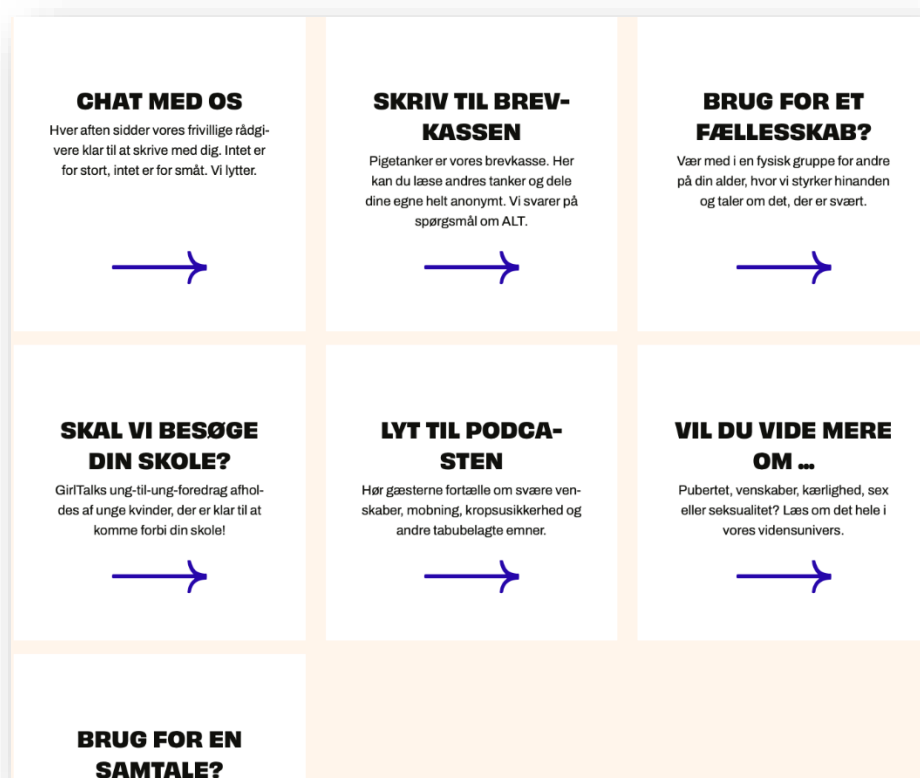 CHAT MED OS
Hver aften sidder vores frivillige rådgi-
vere klar til at skrive med dig. Intet er
for stort, intet er for småt. Vi lytter.
SKRIV TIL BREV-
KASSEN
Pigetanker er vores brevkasse. Her
kan du læse andres tanker og dele
dine egne helt anonymt. Vi svarer på
spørgsmål om ALT.
BRUG FOR ET
FÆLLESSKAB?
Vær med i en fysisk gruppe for andre
på din alder, hvor vi styrker hinanden
og taler om det, der er svært.
SKAL VI BESØGE
DIN SKOLE?
GirlTalks ung-til-ung-foredrag afhol-
des af unge kvinder, der er klar til at
komme forbi din skole!
LYT TIL PODCA-
STEN
Hør gæsterne fortælle om svære ven-
skaber, mobning, kropsusikkerhed og
andre tabubelagte emner.
VIL DU VIDE MERE
OM ...
Pubertet, venskaber, kærlighed, sex
eller seksualitet? Læs om det hele i
vores vidensunivers.
BRUG FOR EN
SAMTALE?